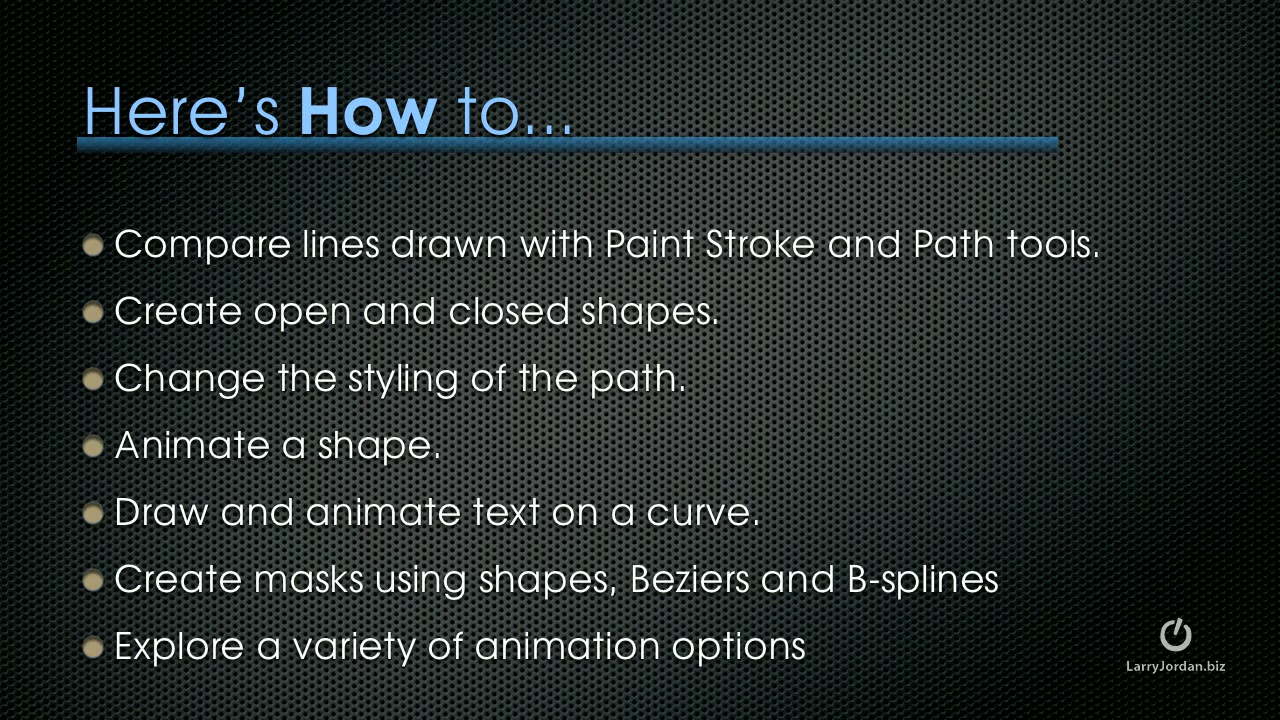 Here’s How to...
Compare lines drawn with Paint Stroke and Path tools.
Create open and closed shapes.
Change the styling of the path.
Animate a shape.
Draw and animate text on a curve.
Create masks using shapes, Beziers and B-splines
Explore a variety of animation options
LarryJordan.biz